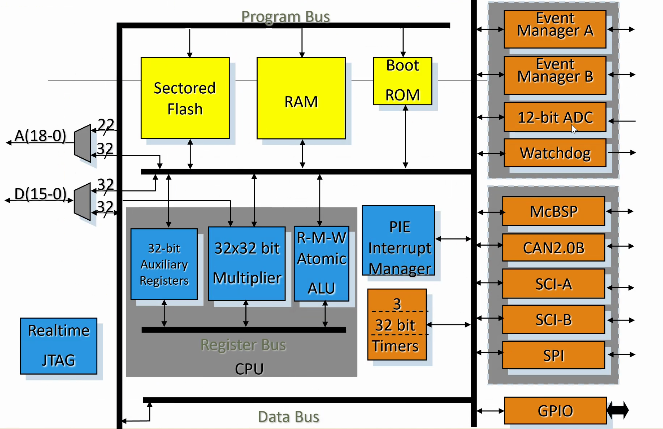 Program Bus
Sectored
Flash
RAM
Boot
ROM
Event
Manager A
Event
Manager B
12-bit ADC
Watchdog
A(18-0)
22
32
D(15-0)
32
32
32-bit
Auxiliary
Registers
32x32 bit
Multiplier
R-M-W
Atomic
ALU
PIE
Interrupt
Manager
3
32 bit
Timers
McBSP
CAN2.0B
SCI-A
SCI-B
SPI
GPIO
Realtime
JTAG
Register Bus
CPU
Data Bus